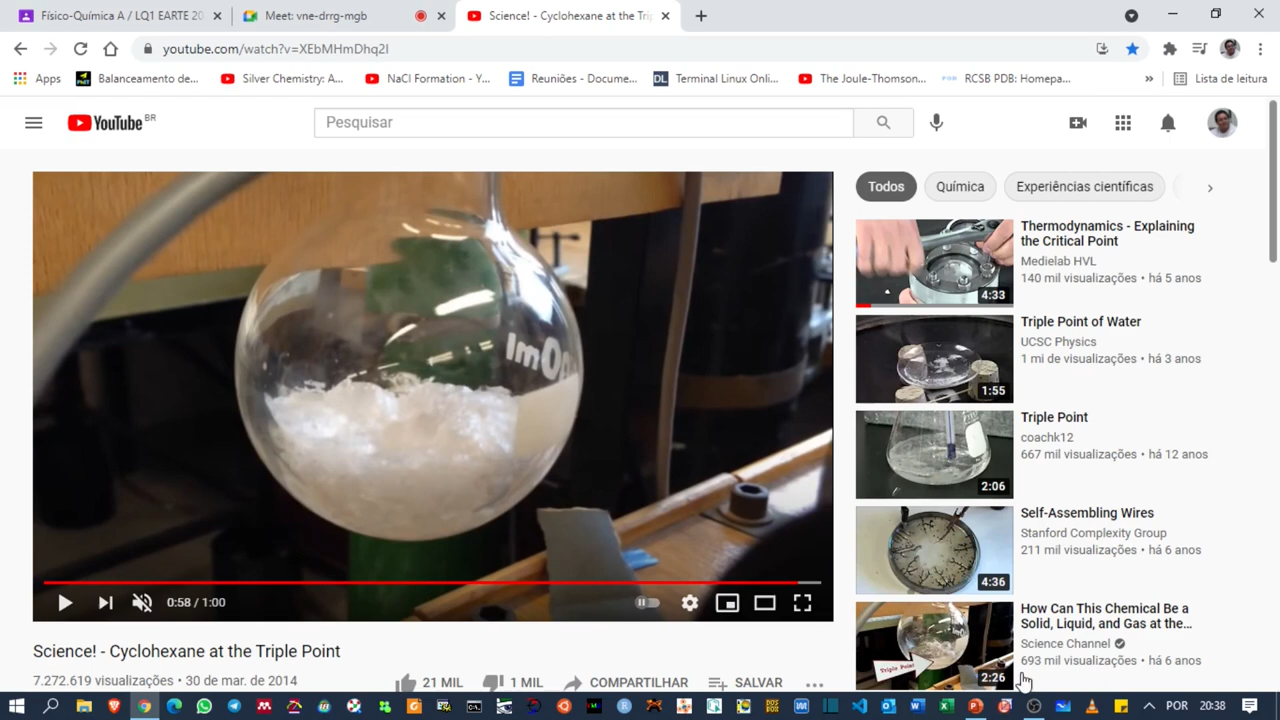 Físico-Química A / LQ1 EARTE 20
Meet: vne-drrg-mgb
Science! - Cyclohexane at the Trip
youtube.com/watch?v=XEbMHmDhq2I
Apps
Balanceamento de...
Silver Chemistry: A...
NaCl Formation - Y...
Reuniões - Docume...
Terminal Linux Onli...
The Joule-Thomson...
RCSB PDB: Homepa...
»
Lista de leitura
YouTube BR
Pesquisar
Todos
Química
Experiências científicas
Thermodynamics - Explaining
the Critical Point
Medielab HVL
140 mil visualizações • há 5 anos
4:33
Triple Point of Water
UCSC Physics
1 mi de visualizações • há 3 anos
1:55
Triple Point
coachk12
667 mil visualizações • há 12 anos
2:06
Self-Assembling Wires
Stanford Complexity Group
211 mil visualizações • há 6 anos
4:36
How Can This Chemical Be a
Solid, Liquid, and Gas at the...
Science Channel
693 mil visualizações • há 6 anos
Triple Point
2:26
0:58 / 1:00
Science! - Cyclohexane at the Triple Point
7.272.619 visualizações • 30 de mar. de 2014
21 MIL
1 MIL
COMPARTILHAR
SALVAR
...
POR
20:38